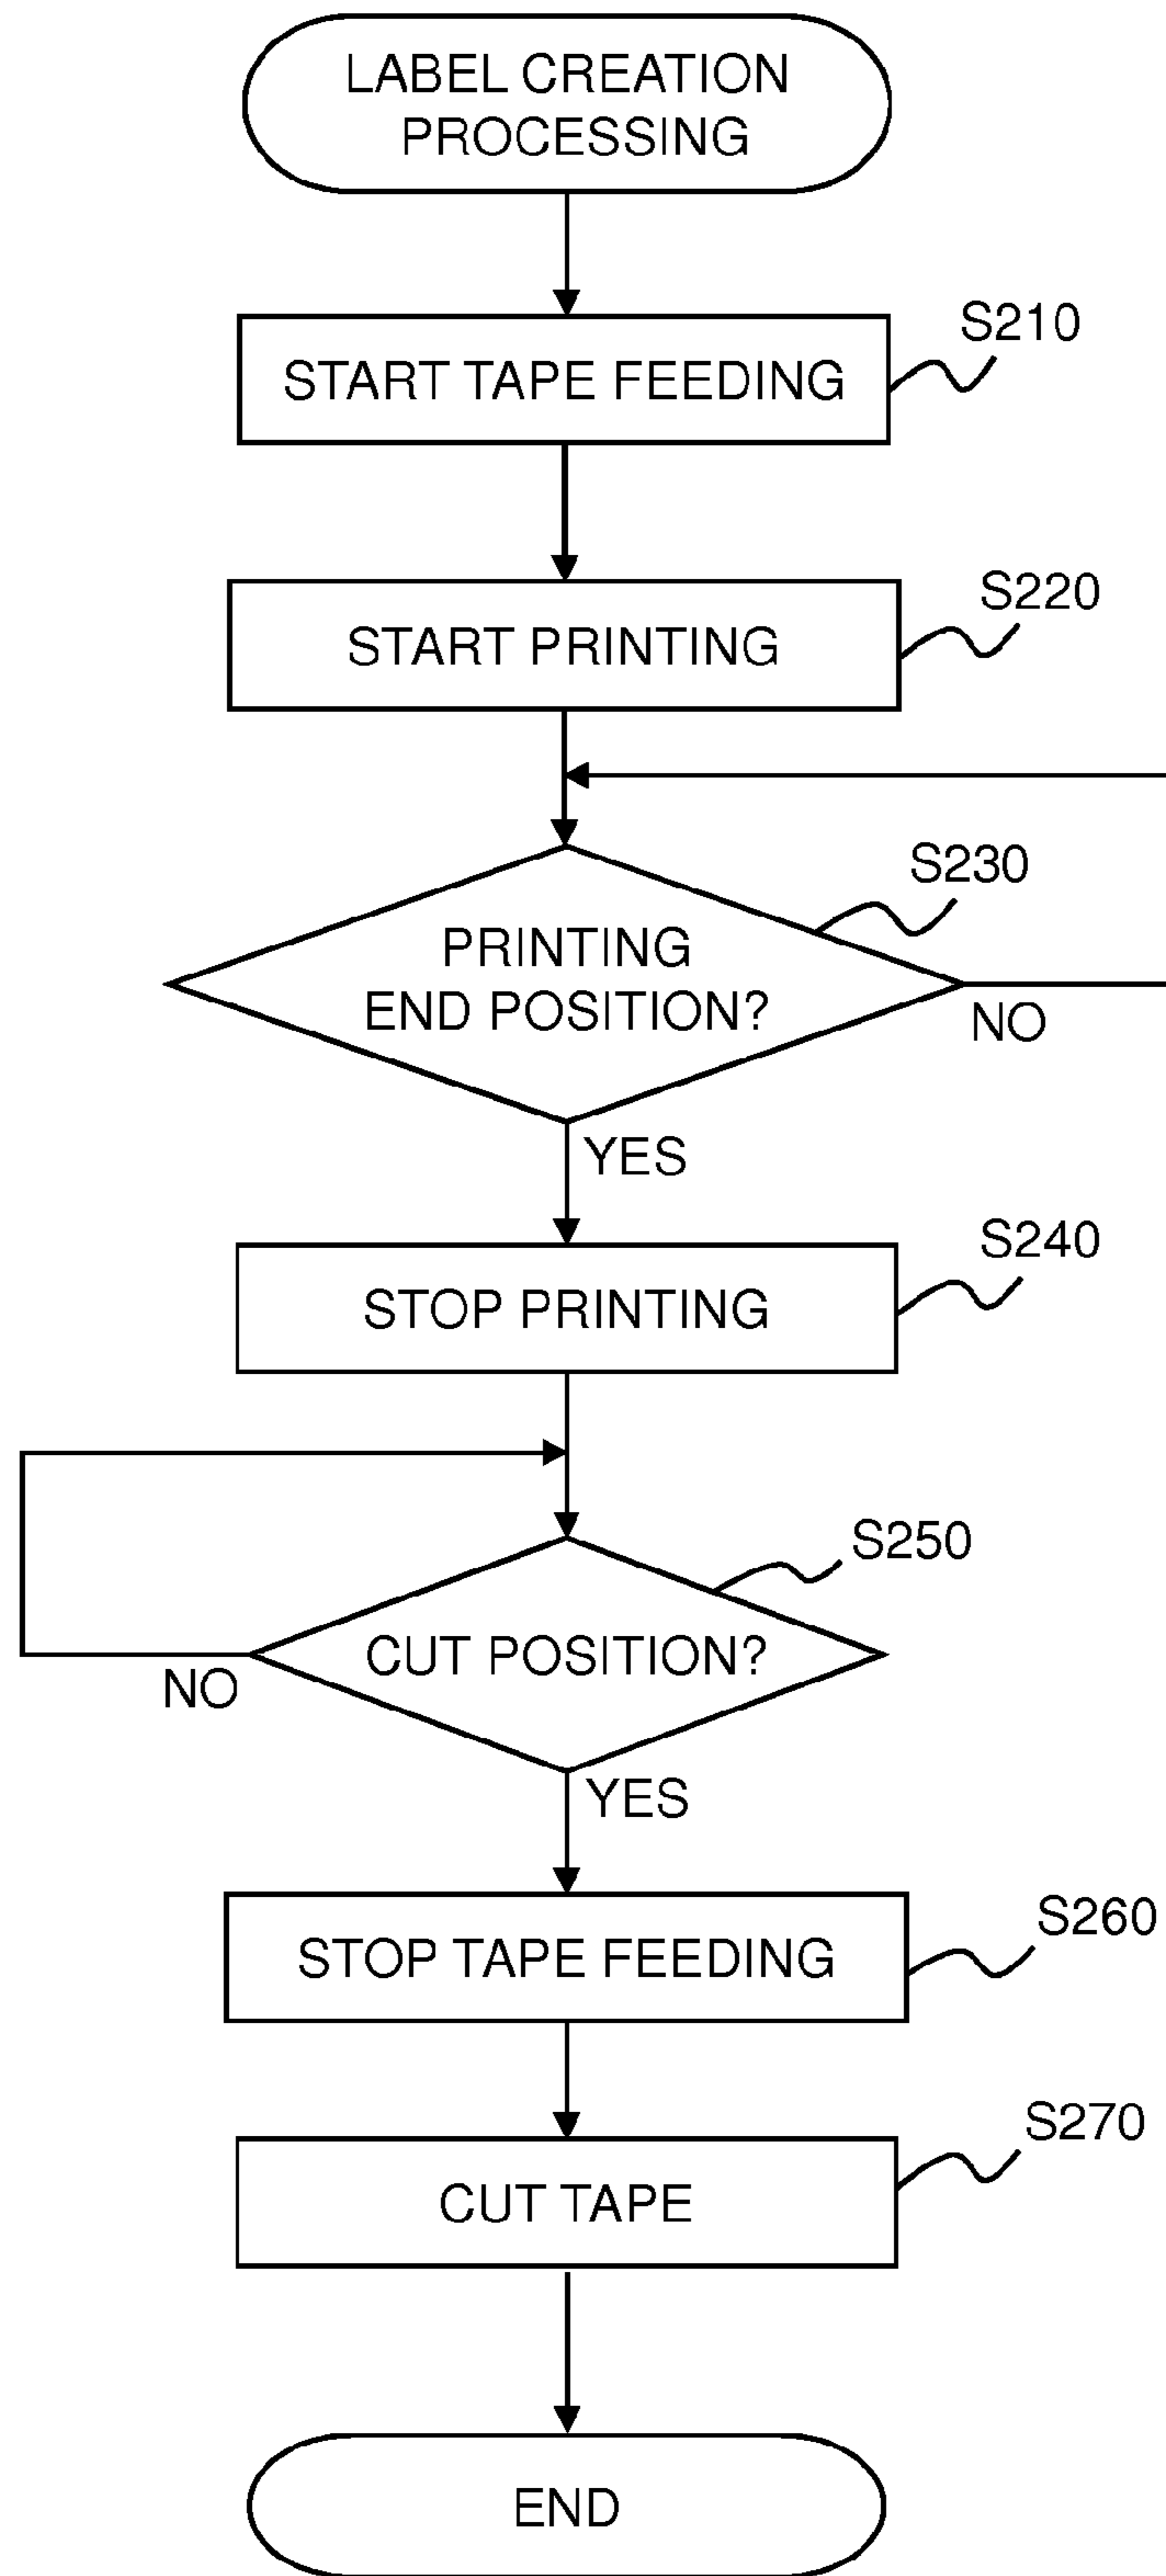 LABEL CREATION
PROCESSING
S210
START TAPE FEEDING
S220
START PRINTING
S230
PRINTING
END POSITION?
NO
YES
S240
STOP PRINTING
S250
CUT POSITION?
NO
YES
S260
STOP TAPE FEEDING
S270
CUT TAPE
END